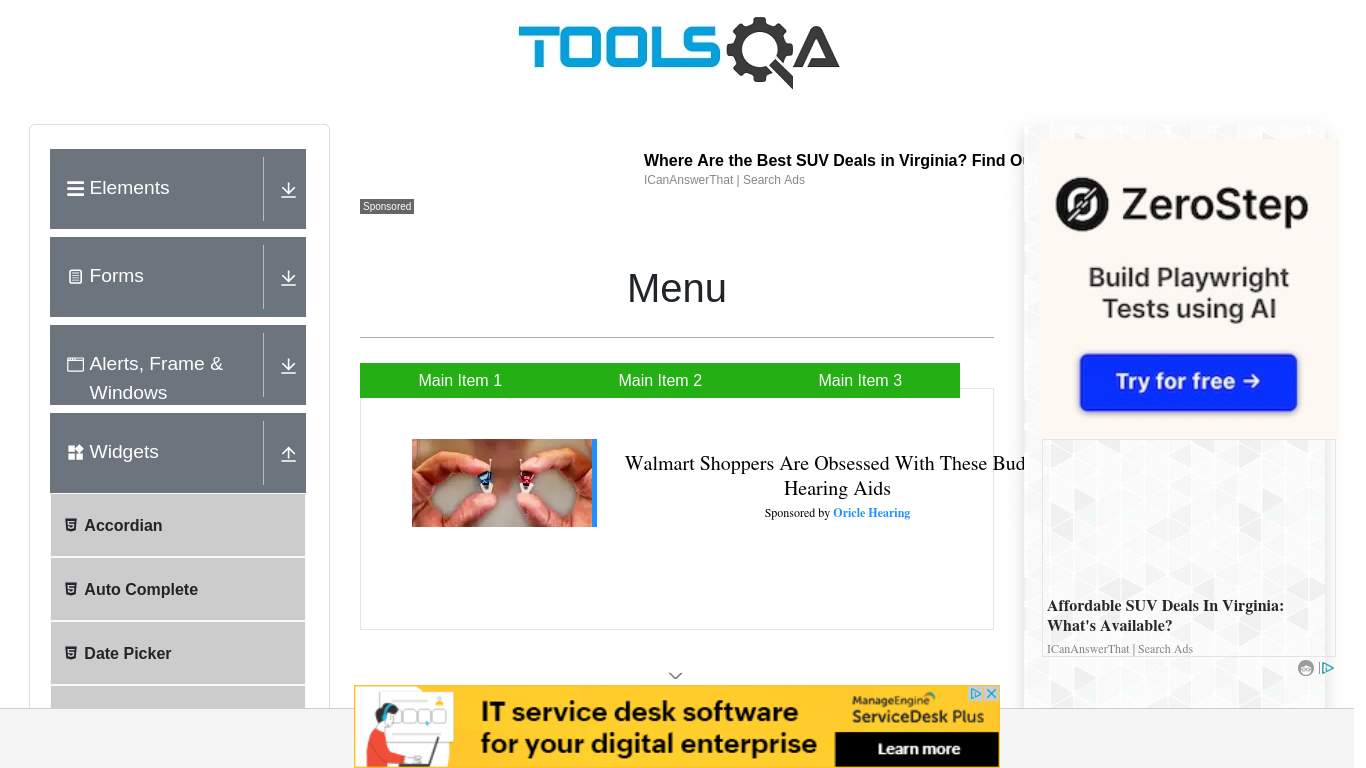 TOOLSQA
Elements
Forms
Alerts, Frame &
Windows
Widgets
Accordian
Auto Complete
Date Picker
Where Are the Best SUV Deals in Virginia? Find
ICanAnswerThat | Search Ads
Sponsored
Menu
Main Item 1
Main Item 2
Main Item 3
Walmart Shoppers Are Obsessed With These Bud
Hearing Aids
Sponsored by Oricle Hearing
ZeroStep
Build Playwright
Tests using AI
Try for free →
Affordable SUV Deals In Virginia:
What's Available?
ICanAnswerThat | Search Ads
IT service desk software
for your digital enterprise
ManageEngine
ServiceDesk Plus
Learn more